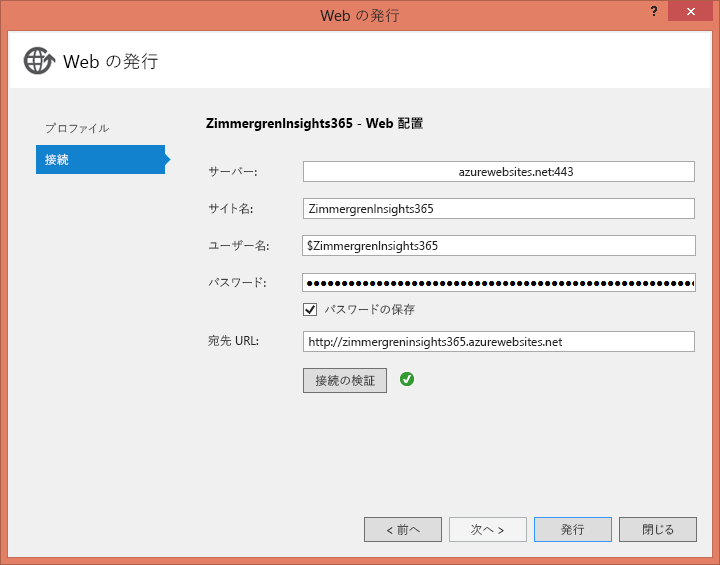 Web の発行
?
Web の発行
プロファイル
接続
ZimmergrenInsights365 - Web 配置
サーバー: azurewebsites.net:443
サイト名: ZimmergrenInsights365
ユーザー名: $ZimmergrenInsights365
パスワード:
パスワードの保存
宛先 URL: http://zimmergreninsights365.azurewebsites.net
接続の検証
< 前へ 次へ > 発行 閉じる